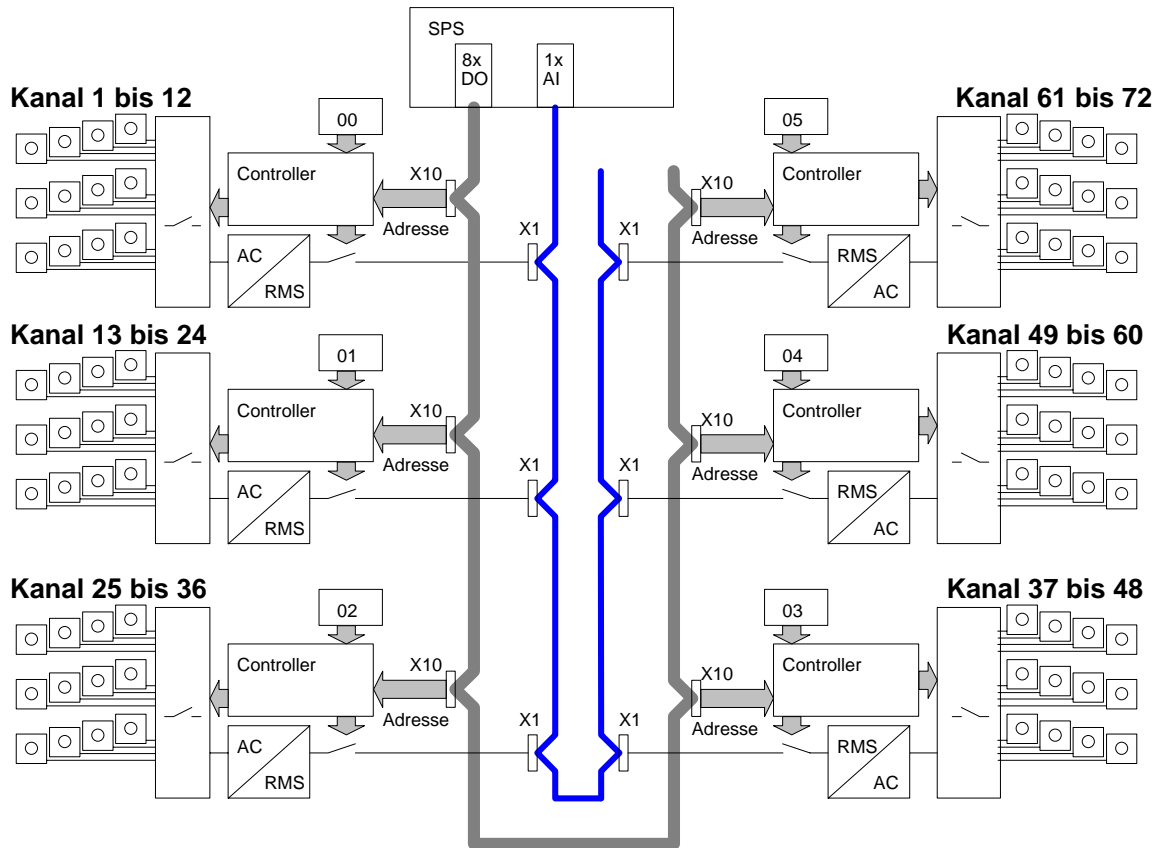 SPS
8x
DO
1x
AI
Kanal 1 bis 12
00
Controller
X10
Adresse
X1
AC
RMS
Kanal 61 bis 72
05
Controller
X10
Adresse
X1
RMS
AC
Kanal 13 bis 24
01
Controller
X10
Adresse
X1
AC
RMS
Kanal 49 bis 60
04
Controller
X10
Adresse
X1
RMS
AC
Kanal 25 bis 36
02
Controller
X10
Adresse
X1
AC
RMS
Kanal 37 bis 48
03
Controller
X10
Adresse
X1
RMS
AC